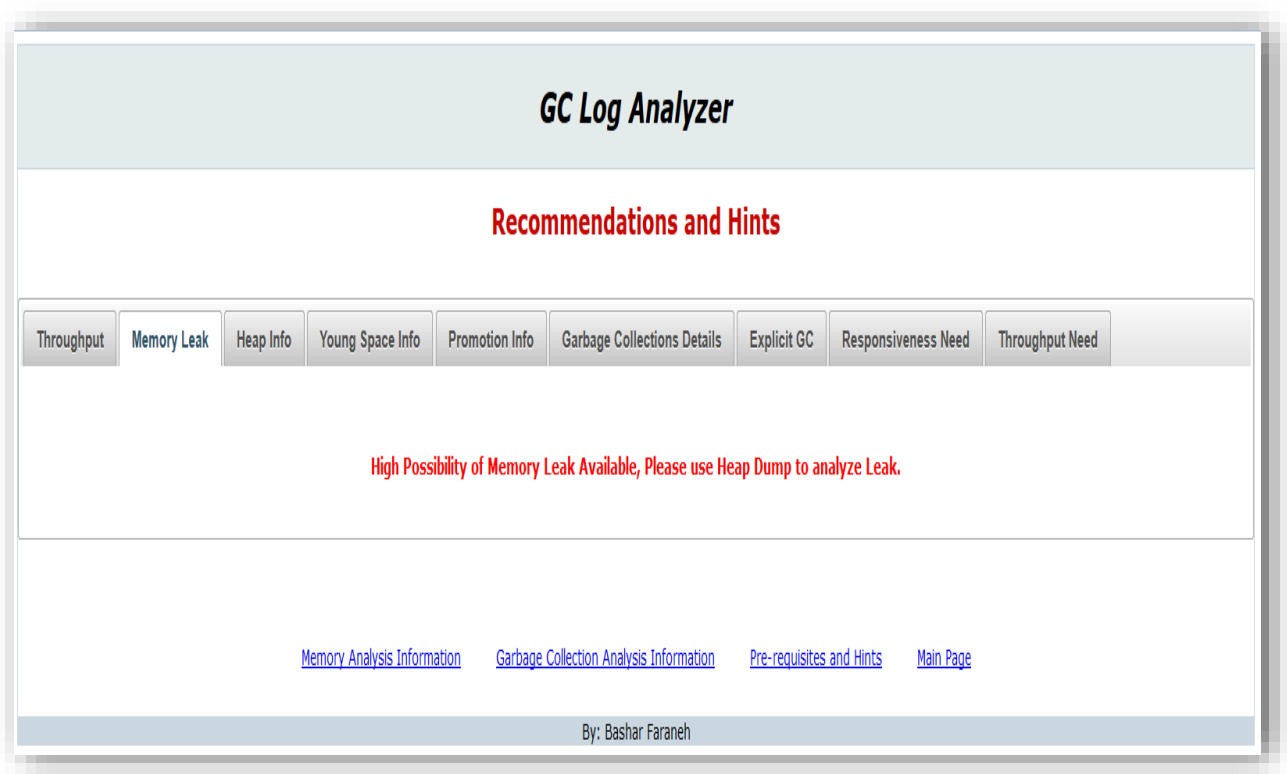 GC Log Analyzer
Recommendations and Hints
Throughput Memory Leak Heap Info Young Space Info Promotion Info Garbage Collections Details Explicit GC Responsiveness Need Throughput Need
High Possibility of Memory Leak Available, Please use Heap Dump to analyze Leak.
Memory Analysis Information Garbage Collection Analysis Information Pre-requisites and Hints Main Page
By: Bashar Faraneh